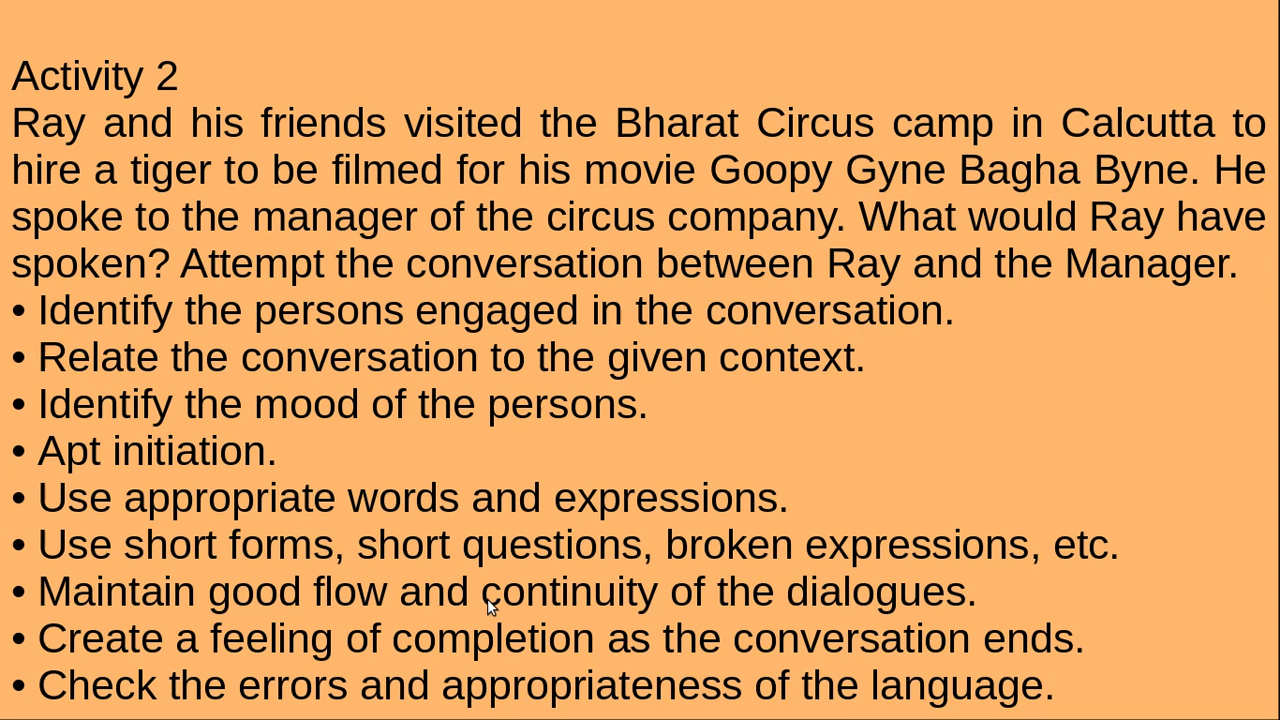 Activity 2
Ray and his friends visited the Bharat Circus camp in Calcutta to
hire a tiger to be filmed for his movie Goopy Gyne Bagha Byne. He
spoke to the manager of the circus company. What would Ray have
spoken? Attempt the conversation between Ray and the Manager.
• Identify the persons engaged in the conversation.
• Relate the conversation to the given context.
• Identify the mood of the persons.
• Apt initiation.
• Use appropriate words and expressions.
• Use short forms, short questions, broken expressions, etc.
• Maintain good flow and continuity of the dialogues.
• Create a feeling of completion as the conversation ends.
• Check the errors and appropriateness of the language.